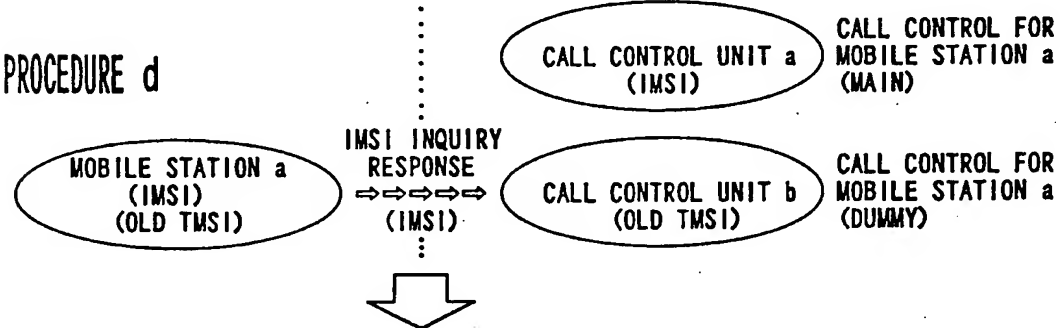 PROCEDURE d
CALL CONTROL UNIT a
(IMSI)
CALL CONTROL FOR
MOBILE STATION a
(MAIN)
MOBILE STATION a
(IMSI)
(OLD TMSI)
IMSI INQUIRY
RESPONSE
⇨⇨⇨⇨⇨
(IMSI)
CALL CONTROL UNIT b
(OLD TMSI)
CALL CONTROL FOR
MOBILE STATION a
(DUMMY)